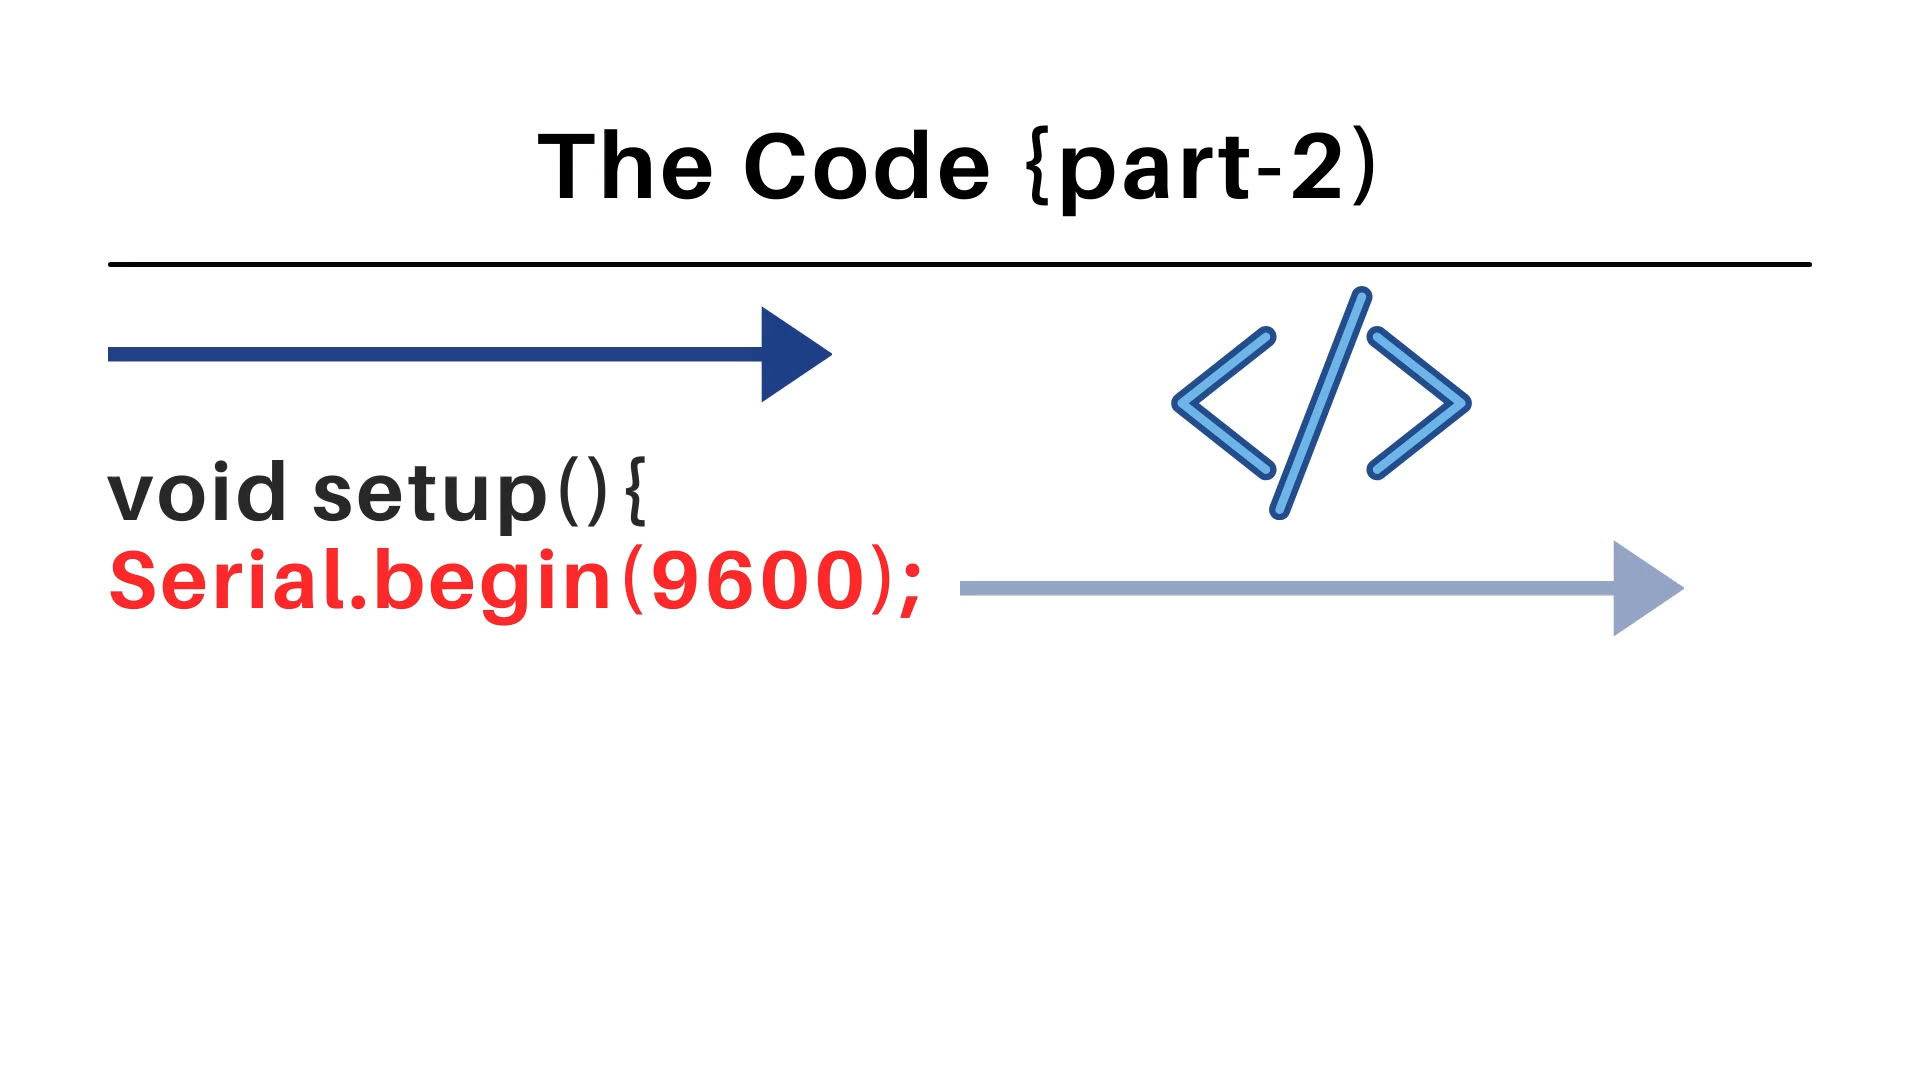 The Code {part-2)
void setup(){
Serial.begin(9600);